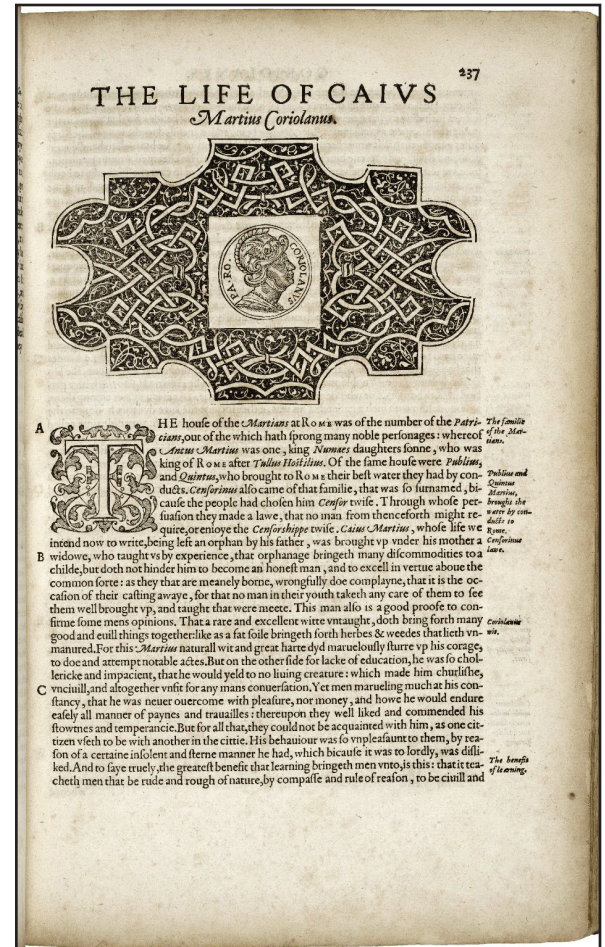 237
THE LIFE OF CAIVS
Martius Coriolanus.
PA. RO. CORIOLANVS
A
THE houſe of the Martians at ROME was of the number of the Patri-
cians, out of the which hath ſprong many noble perſonages: whereof
Ancus Martius was one, king Numaes daughters ſonne, who was
king of ROME after Tullus Hoſtilius. Of the ſame houſe were Publius,
and Quintus, who brought to ROME their beſt water they had by con-
ducts. Cenſorinus alſo came of that familie, that was ſo ſurnamed, bi-
cauſe the people had choſen him Cenſor twiſe. Through whoſe per-
ſuaſion they made a lawe, that no man from thenceforth might re-
quire, or enioye the Cenſorſhippe twiſe. Caius Martius, whoſe life we
intend now to write, being left an orphan by his father, was brought vp vnder his mother a
B
widowe, who taught vs by experience, that orphanage bringeth many diſcommodities to a
childe, but doth not hinder him to become an honeſt man, and to excell in vertue aboue the
common ſorte: as they that are meanely borne, wrongfully doe complayne, that it is the oc-
caſion of their caſting awaye, for that no man in their youth taketh any care of them to ſee
them well brought vp, and taught that were meete. This man alſo is a good proofe to con-
firme ſome mens opinions. That a rare and excellent witte vntaught, doth bring forth many
good and euill things together: like as a fat ſoile bringeth forth herbes & weedes that lieth vn-
manured. For this Martius naturall wit and great harte dyd maruelouſly ſturre vp his corage,
to doe and attempt notable actes. But on the other ſide for lacke of education, he was ſo chol-
lericke and impacient, that he would yeld to no liuing creature: which made him churliſhe,
C
vnciuill, and altogether vnfit for any mans conuerſation. Yet men marueling much at his con-
ſtancy, that he was neuer ouercome with pleaſure, nor money, and howe he would endure
eaſely all manner of paynes and trauailles: thereupon they well liked and commended his
ſtowtnes and temperancie. But for all that, they could not be acquainted with him, as one cit-
tizen vſeth to be with another in the cittie. His behauiour was ſo vnpleaſaunt to them, by rea-
ſon of a certaine inſolent and ſterne manner he had, which bicauſe it was to lordly, was diſli-
ked. And to ſaye truely, the greateſt benefit that learning bringeth men vnto, is this: that it tea-
cheth men that be rude and rough of nature, by compaſſe and rule of reaſon, to be ciuill and
The familie
of the Mar-
tians.
Publius and
Quintus
Martius,
brought the
water by con-
ducts to
Rome.
Cenſorinus
lawe.
Coriolanus
wit.
The benefit
of learning.